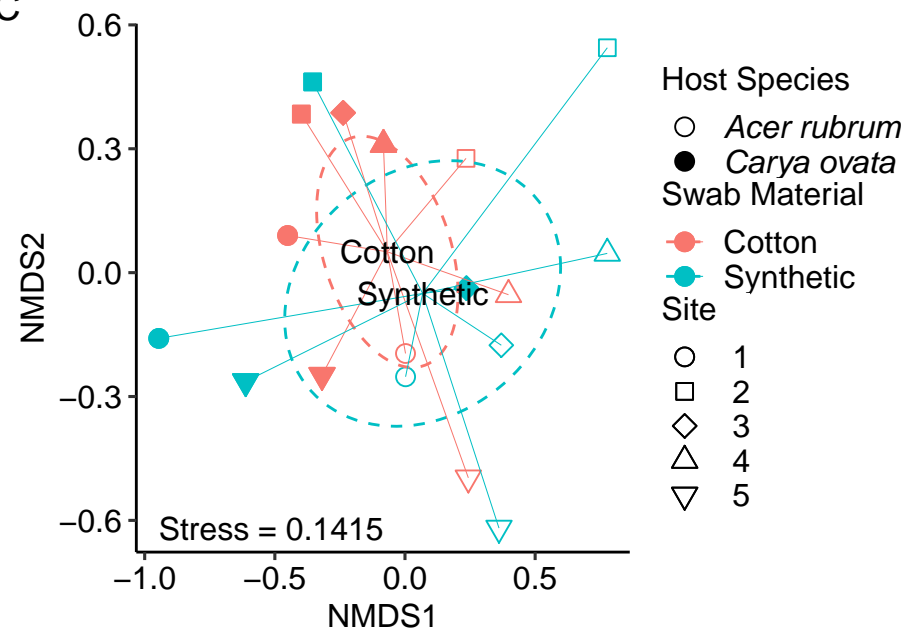 C
0.6
0.3
0.0
−0.3
−0.6
NMDS2
Cotton
Synthetic
Stress = 0.1415
−1.0 −0.5 0.0 0.5
NMDS1
Host Species
Acer rubrum
Carya ovata
Swab Material
Cotton
Synthetic
Site
1
2
3
4
5